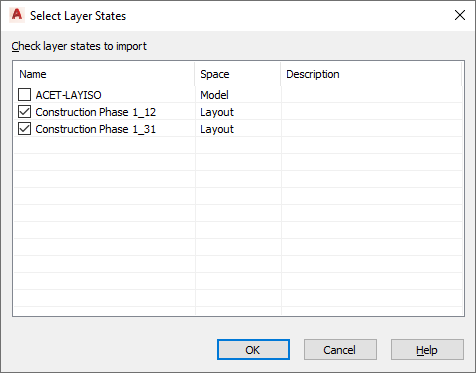 Select Layer States
Check layer states to import
Name Space Description
ACET-LAYISO Model
Construction Phase 1_12 Layout
Construction Phase 1_31 Layout
OK Cancel Help